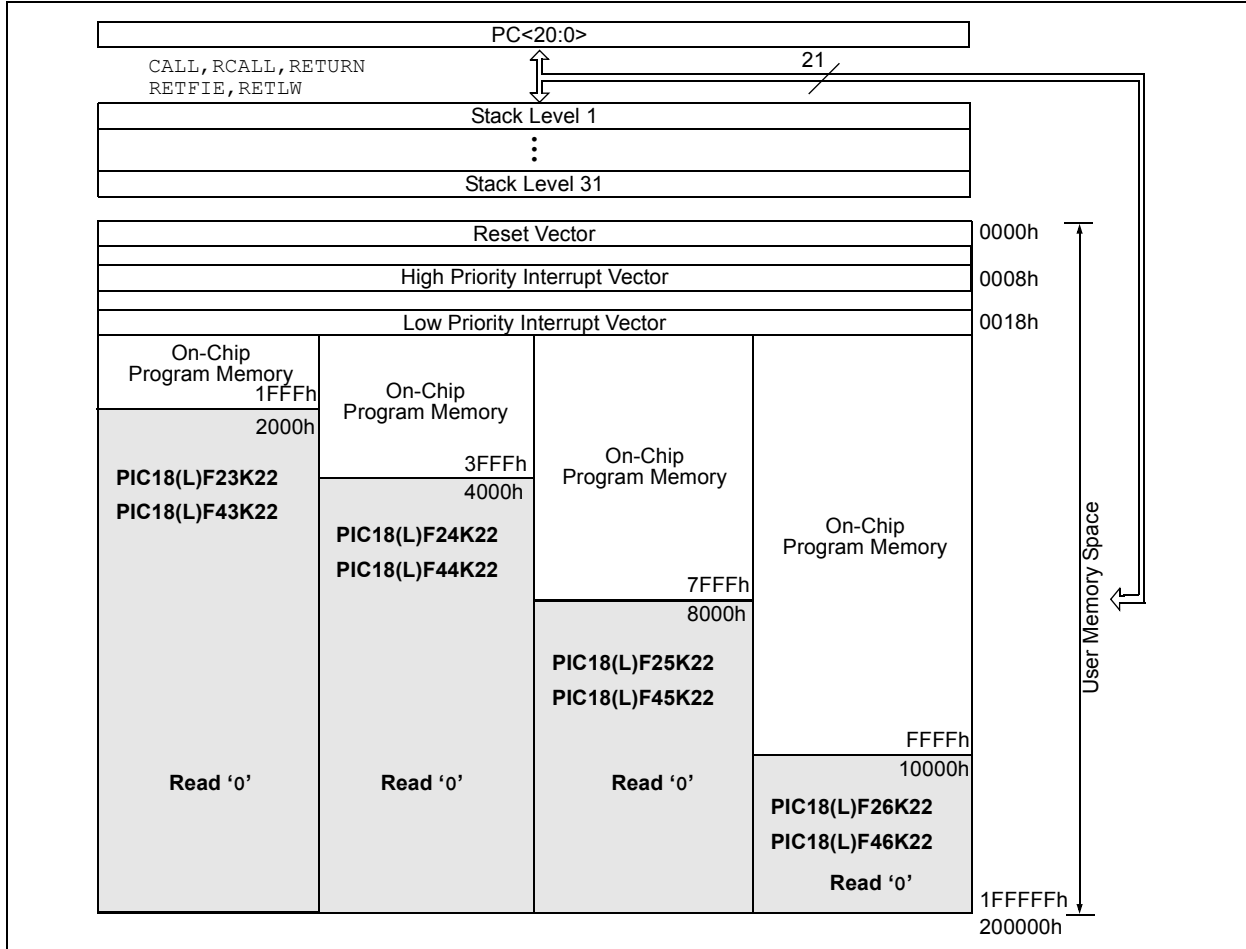 PC<20:0>
CALL,RCALL,RETURN
RETFIE,RETLW
21
Stack Level 1
Stack Level 31
Reset Vector
0000h
High Priority Interrupt Vector
0008h
Low Priority Interrupt Vector
0018h
On-Chip
Program Memory
1FFFh
2000h
PIC18(L)F23K22
PIC18(L)F43K22
Read ‘0’
On-Chip
Program Memory
3FFFh
4000h
PIC18(L)F24K22
PIC18(L)F44K22
Read ‘0’
On-Chip
Program Memory
7FFFh
8000h
PIC18(L)F25K22
PIC18(L)F45K22
Read ‘0’
On-Chip
Program Memory
FFFFh
10000h
PIC18(L)F26K22
PIC18(L)F46K22
Read ‘0’
1FFFFFh
200000h
User Memory Space